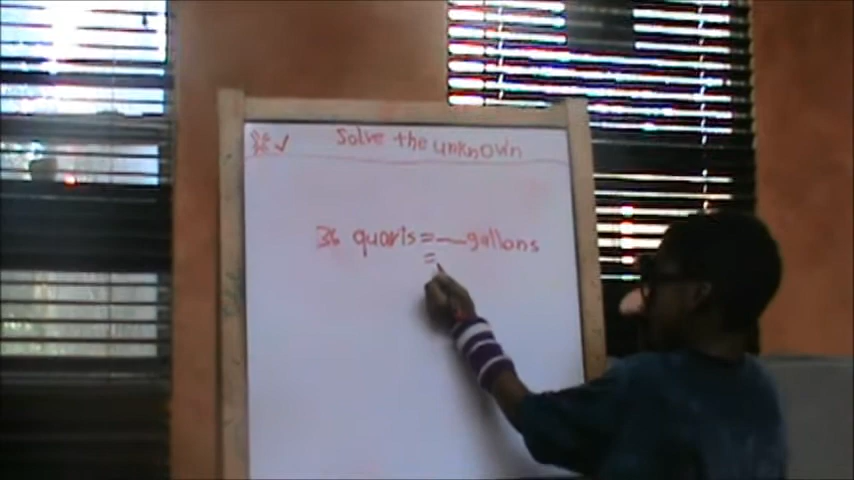 Solve the unknown
36 quarts = __ gallons
=